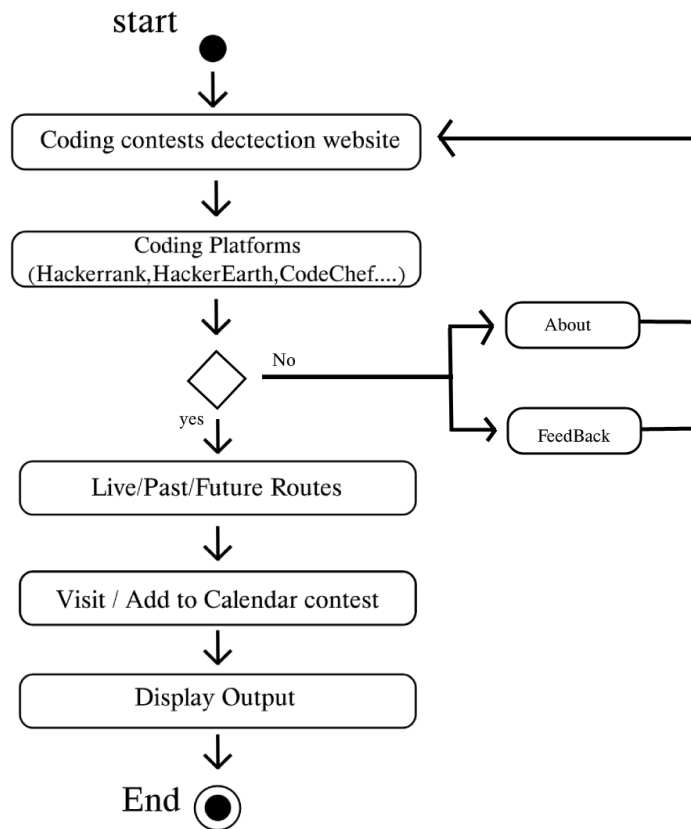 start
Coding contests dectection website
Coding Platforms
(Hackerrank,HackerEarth,CodeChef....)
No
About
yes
FeedBack
Live/Past/Future Routes
Visit / Add to Calendar contest
Display Output
End